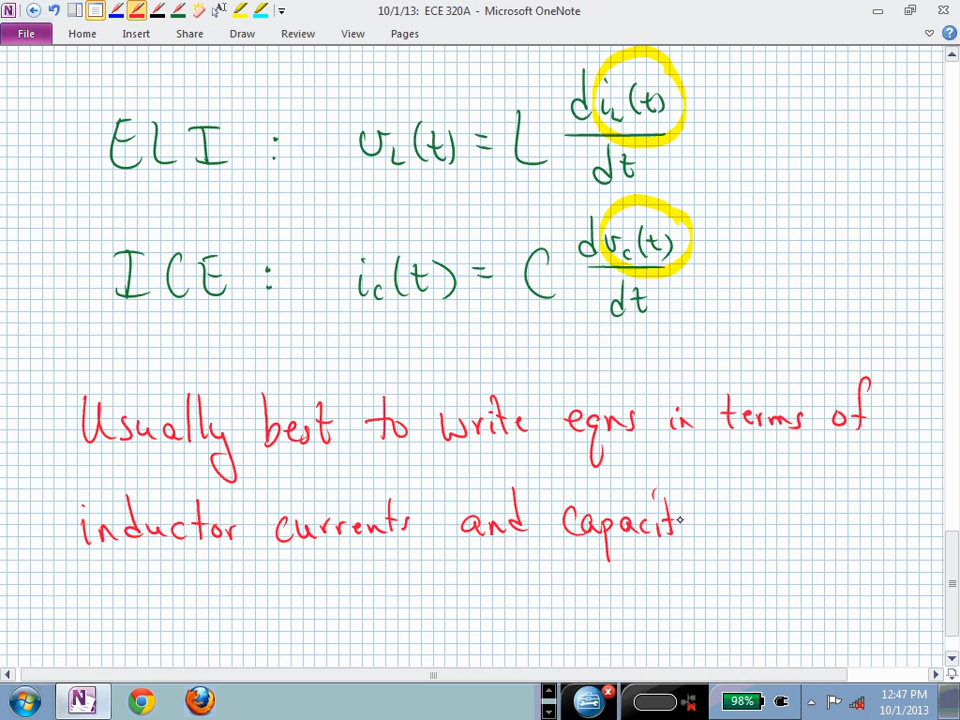 10/1/13: ECE 320A - Microsoft OneNote
File Home Insert Share Draw Review View Pages
ELI : v_L(t) = L di_L(t)/dt
ICE : i_c(t) = C dv_c(t)/dt
Usually best to write eqns in terms of
inductor currents and capacit
98% 12:47 PM
10/1/2013